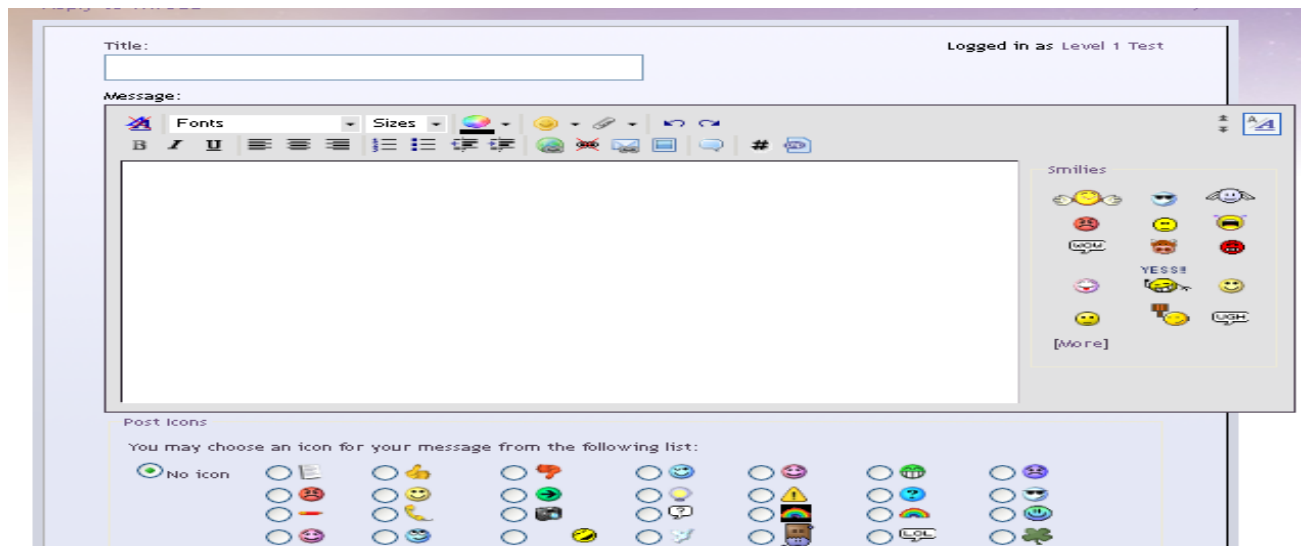 Title:
Logged in as Level 1 Test
Message:
Fonts
Sizes
B I U
#
Smilies
WOW
YESS!!
UGH
[More]
Post Icons
You may choose an icon for your message from the following list:
No icon
LOL